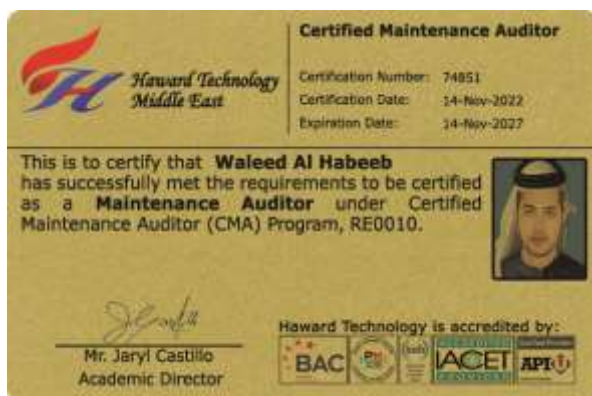 Haward Technology
Middle East
Certified Maintenance Auditor
Certification Number: 74851
Certification Date: 14-Nov-2022
Expiration Date: 14-Nov-2027
This is to certify that Waleed Al Habeeb
has successfully met the requirements to be certified
as a Maintenance Auditor under Certified
Maintenance Auditor (CMA) Program, RE0010.
Mr. Jaryl Castillo
Academic Director
Haward Technology is accredited by:
BAC
IACET
PROVIDER
API